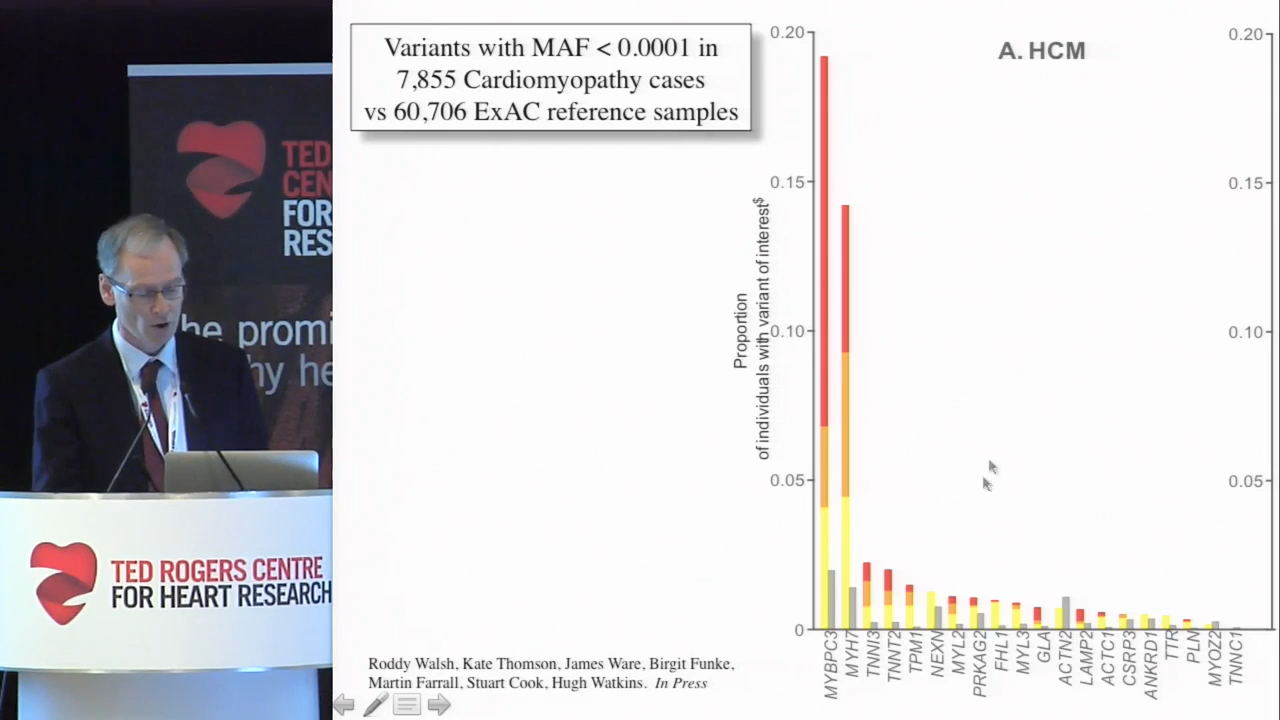 Variants with MAF < 0.0001 in
7,855 Cardiomyopathy cases
vs 60,706 ExAC reference samples
A. HCM
0.20
0.15
0.10
0.05
0
0.20
0.15
0.10
0.05
Proportion
of individuals with variant of interest$
MYBPC3
MYH7
TNNI3
TNNT2
TPM1
NEXN
MYL2
PRKAG2
FHL1
MYL3
GLA
ACTN2
LAMP2
ACTC1
CSRP3
ANKRD1
TTR
PLN
MYOZ2
TNNC1
Roddy Walsh, Kate Thomson, James Ware, Birgit Funke,
Martin Farrall, Stuart Cook, Hugh Watkins. In Press
TED
CEN
FOR
RES
he promi
hy he
TED ROGERS CENTRE
FOR HEART RESEARCH